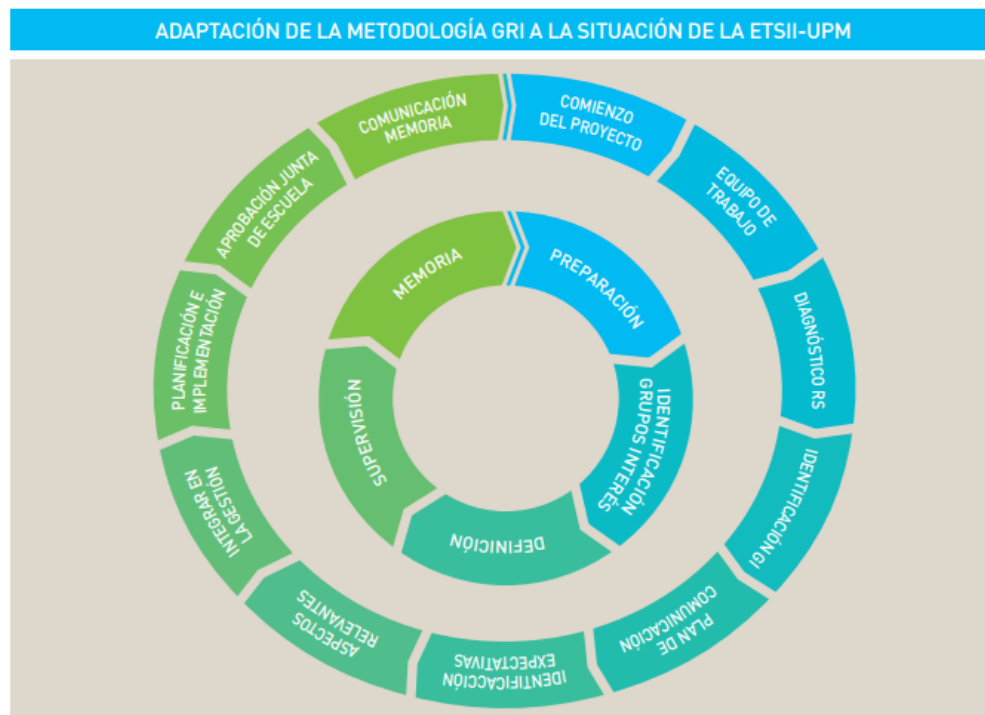 ADAPTACIÓN DE LA METODOLOGÍA GRI A LA SITUACIÓN DE LA ETSII-UPM
COMIENZO
DEL PROYECTO
EQUIPO DE
TRABAJO
DIAGNÓSTICO RS
IDENTIFICACIÓN GI
PLAN DE
COMUNICACIÓN
IDENTIFICACCIÓN
EXPECTATIVAS
ASPECTOS
RELEVANTES
INTEGRAR EN
LA GESTIÓN
PLANIFICACIÓN E
IMPLEMENTACIÓN
APROBACIÓN JUNTA
DE ESCUELA
COMUNICACIÓN
MEMORIA
PREPARACIÓN
IDENTIFICACIÓN
GRUPOS INTERÉS
DEFINICIÓN
SUPERVISIÓN
MEMORIA